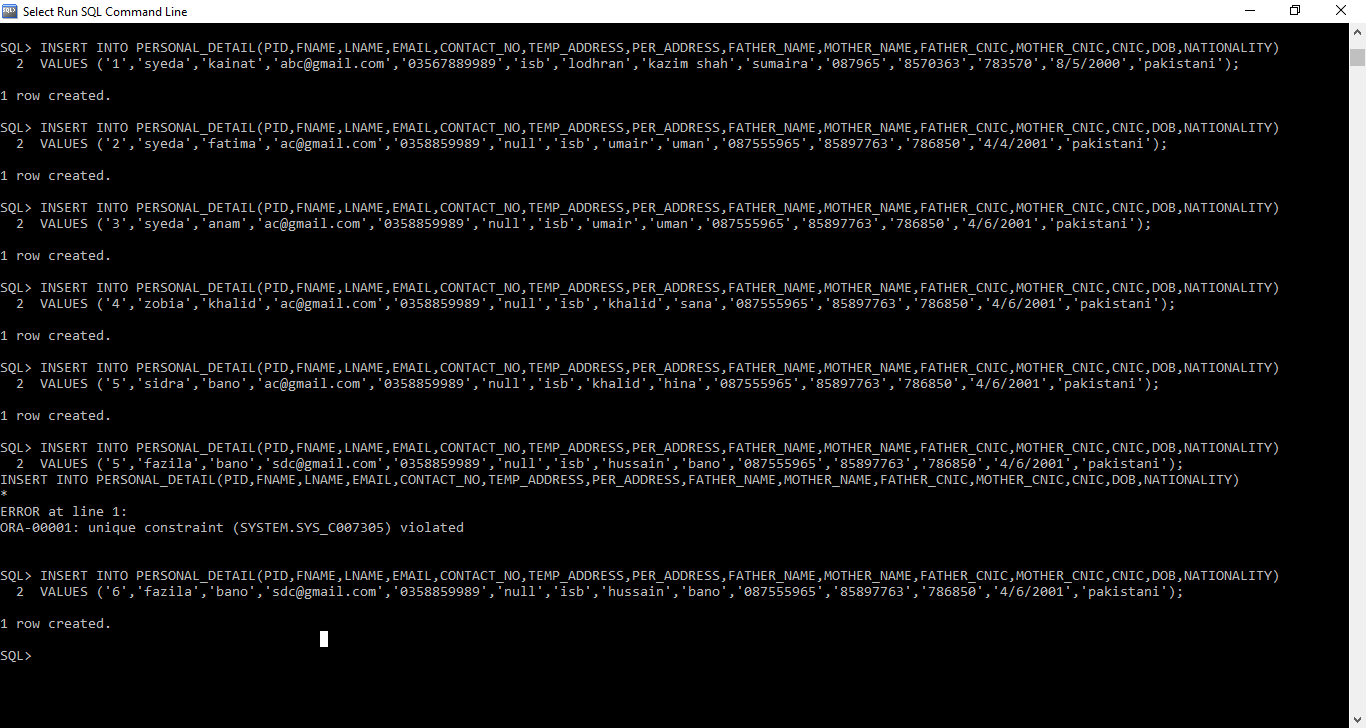 Select Run SQL Command Line
SQL> INSERT INTO PERSONAL_DETAIL(PID,FNAME,LNAME,EMAIL,CONTACT_NO,TEMP_ADDRESS,PER_ADDRESS,FATHER_NAME,MOTHER_NAME,FATHER_CNIC,MOTHER_CNIC,CNIC,DOB,NATIONALITY)
2 VALUES ('1','syeda','kainat','abc@gmail.com','03567889989','isb','lodhran','kazim shah','sumaira','087965','8570363','783570','8/5/2000','pakistani');
1 row created.
SQL> INSERT INTO PERSONAL_DETAIL(PID,FNAME,LNAME,EMAIL,CONTACT_NO,TEMP_ADDRESS,PER_ADDRESS,FATHER_NAME,MOTHER_NAME,FATHER_CNIC,MOTHER_CNIC,CNIC,DOB,NATIONALITY)
2 VALUES ('2','syeda','fatima','ac@gmail.com','0358859989','null','isb','umair','uman','087555965','85897763','786850','4/4/2001','pakistani');
1 row created.
SQL> INSERT INTO PERSONAL_DETAIL(PID,FNAME,LNAME,EMAIL,CONTACT_NO,TEMP_ADDRESS,PER_ADDRESS,FATHER_NAME,MOTHER_NAME,FATHER_CNIC,MOTHER_CNIC,CNIC,DOB,NATIONALITY)
2 VALUES ('3','syeda','anam','ac@gmail.com','0358859989','null','isb','umair','uman','087555965','85897763','786850','4/6/2001','pakistani');
1 row created.
SQL> INSERT INTO PERSONAL_DETAIL(PID,FNAME,LNAME,EMAIL,CONTACT_NO,TEMP_ADDRESS,PER_ADDRESS,FATHER_NAME,MOTHER_NAME,FATHER_CNIC,MOTHER_CNIC,CNIC,DOB,NATIONALITY)
2 VALUES ('4','zobia','khalid','ac@gmail.com','0358859989','null','isb','khalid','sana','087555965','85897763','786850','4/6/2001','pakistani');
1 row created.
SQL> INSERT INTO PERSONAL_DETAIL(PID,FNAME,LNAME,EMAIL,CONTACT_NO,TEMP_ADDRESS,PER_ADDRESS,FATHER_NAME,MOTHER_NAME,FATHER_CNIC,MOTHER_CNIC,CNIC,DOB,NATIONALITY)
2 VALUES ('5','sidra','bano','ac@gmail.com','0358859989','null','isb','khalid','hina','087555965','85897763','786850','4/6/2001','pakistani');
1 row created.
SQL> INSERT INTO PERSONAL_DETAIL(PID,FNAME,LNAME,EMAIL,CONTACT_NO,TEMP_ADDRESS,PER_ADDRESS,FATHER_NAME,MOTHER_NAME,FATHER_CNIC,MOTHER_CNIC,CNIC,DOB,NATIONALITY)
2 VALUES ('5','fazila','bano','sdc@gmail.com','0358859989','null','isb','hussain','bano','087555965','85897763','786850','4/6/2001','pakistani');
INSERT INTO PERSONAL_DETAIL(PID,FNAME,LNAME,EMAIL,CONTACT_NO,TEMP_ADDRESS,PER_ADDRESS,FATHER_NAME,MOTHER_NAME,FATHER_CNIC,MOTHER_CNIC,CNIC,DOB,NATIONALITY)
*
ERROR at line 1:
ORA-00001: unique constraint (SYSTEM.SYS_C007305) violated
SQL> INSERT INTO PERSONAL_DETAIL(PID,FNAME,LNAME,EMAIL,CONTACT_NO,TEMP_ADDRESS,PER_ADDRESS,FATHER_NAME,MOTHER_NAME,FATHER_CNIC,MOTHER_CNIC,CNIC,DOB,NATIONALITY)
2 VALUES ('6','fazila','bano','sdc@gmail.com','0358859989','null','isb','hussain','bano','087555965','85897763','786850','4/6/2001','pakistani');
1 row created.
SQL>